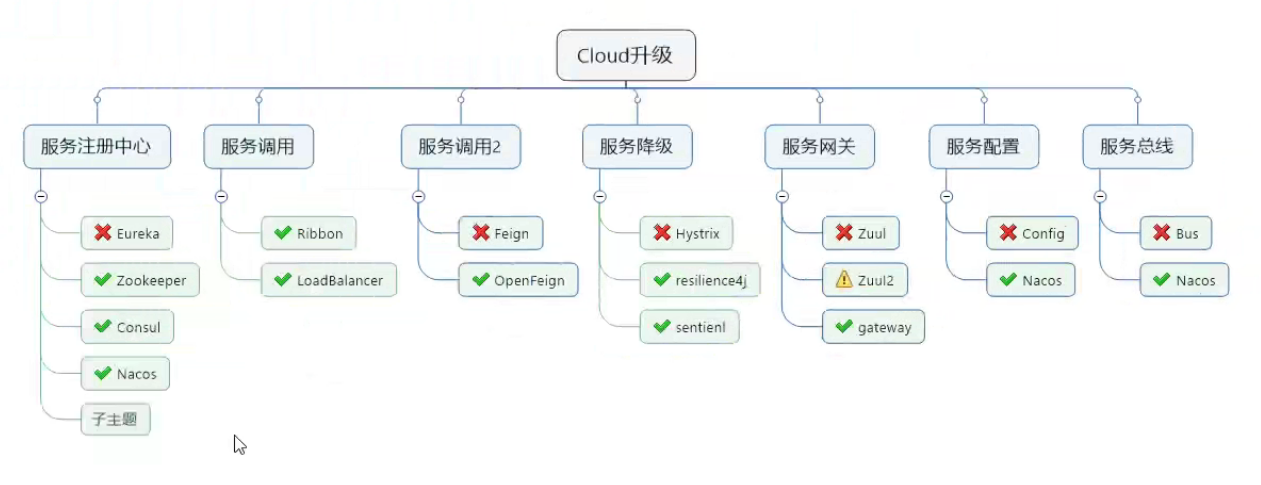 Cloud升级
服务注册中心
服务调用
服务调用2
服务降级
服务网关
服务配置
服务总线
Eureka
Zookeeper
Consul
Nacos
子主题
Ribbon
LoadBalancer
Feign
OpenFeign
Hystrix
resilience4j
sentienl
Zuul
Zuul2
gateway
Config
Nacos
Bus
Nacos